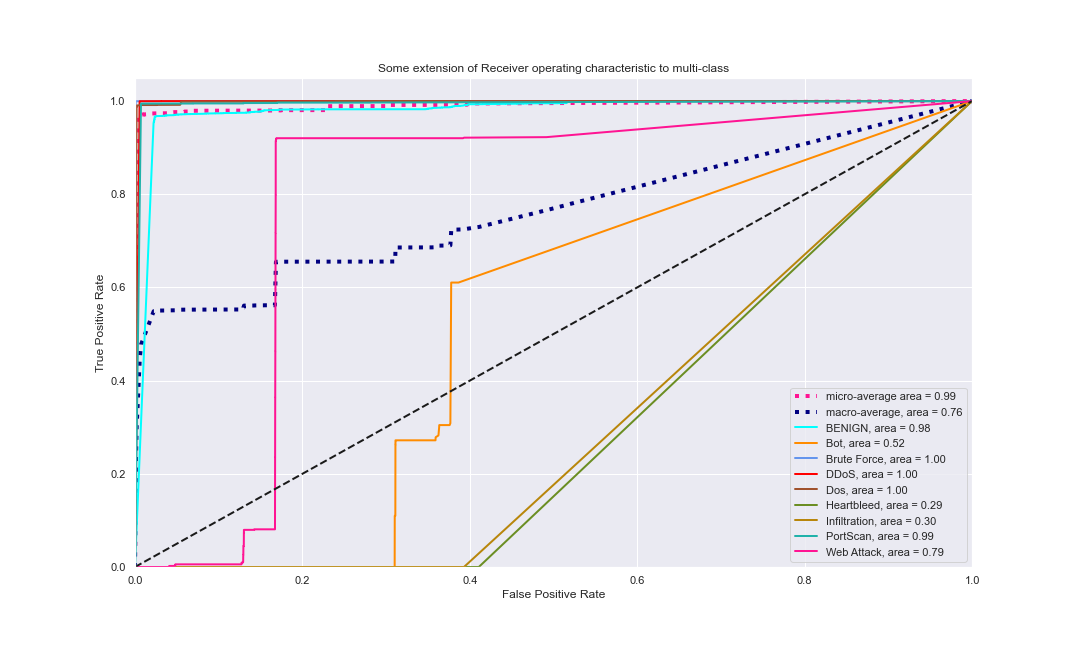 Some extension of Receiver operating characteristic to multi-class
True Positive Rate
1.0
0.8
0.6
0.4
0.2
0.0
0.0 0.2 0.4 0.6 0.8 1.0
False Positive Rate
micro-average area = 0.99
macro-average, area = 0.76
BENIGN, area = 0.98
Bot, area = 0.52
Brute Force, area = 1.00
DDoS, area = 1.00
Dos, area = 1.00
Heartbleed, area = 0.29
Infiltration, area = 0.30
PortScan, area = 0.99
Web Attack, area = 0.79